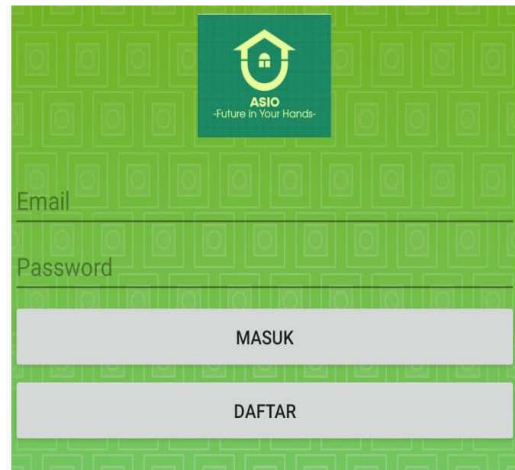 ASIO
-Future in Your Hands-
Email
Password
MASUK
DAFTAR